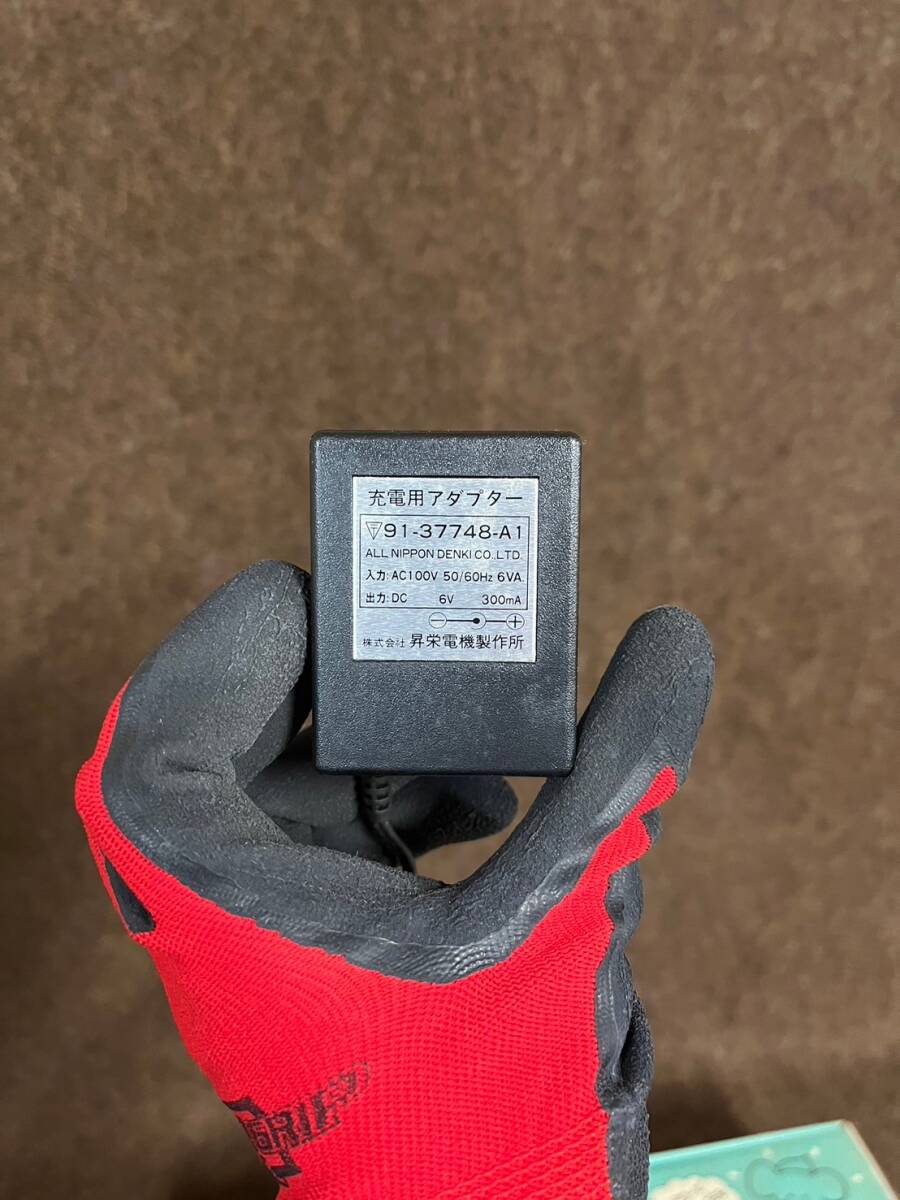 充電用アダプター
91-37748-A1
ALL NIPPON DENKI CO.,LTD.
入力:AC100V 50/60Hz 6VA.
出力:DC 6V 300mA
株式会社 昇栄電機製作所
GRIP